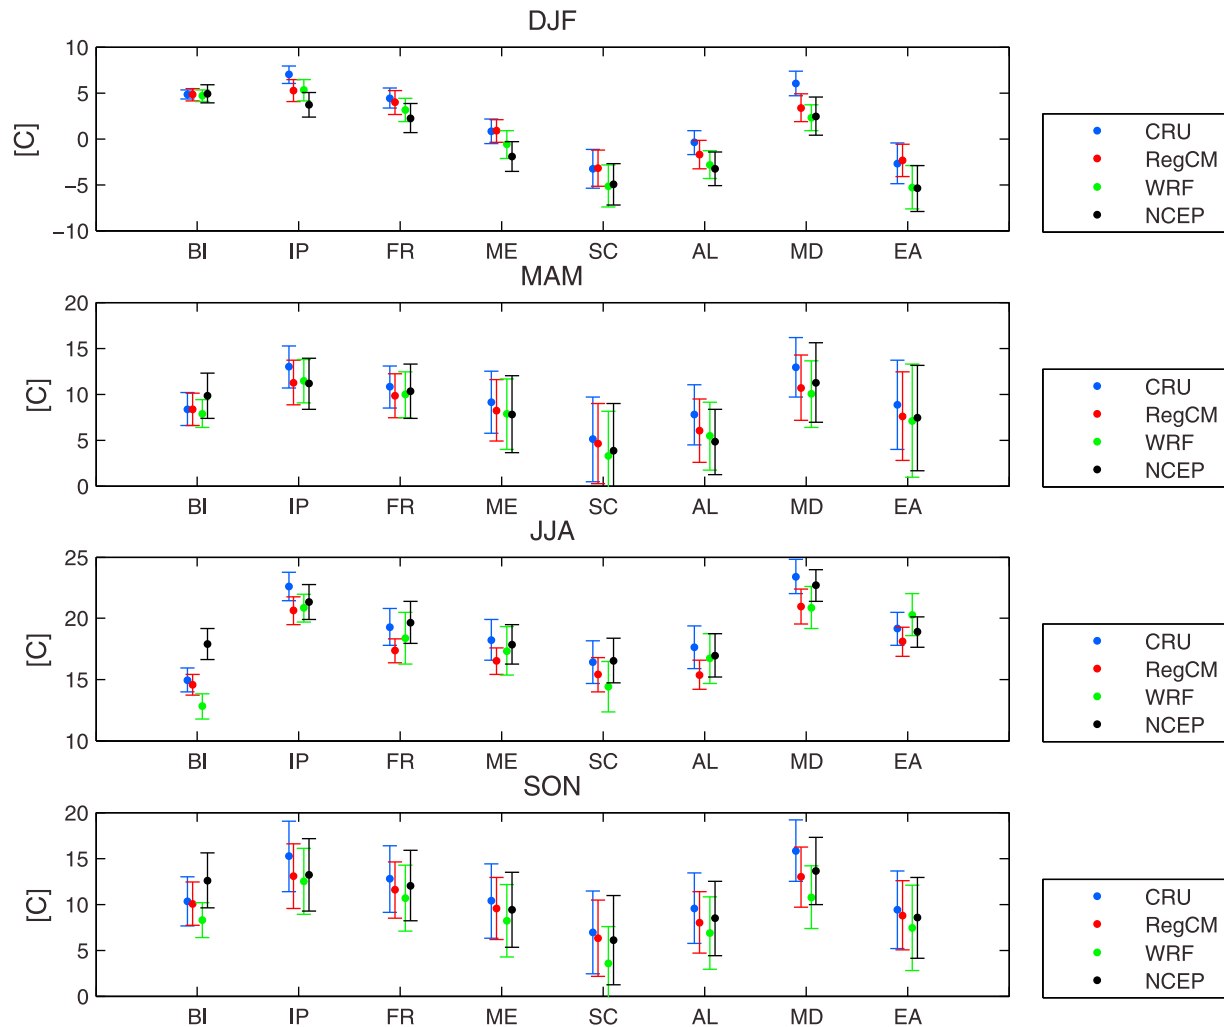 DJF
10
5
0
−5
−10
[C]
BI IP FR ME SC AL MD EA
CRU
RegCM
WRF
NCEP
MAM
20
15
10
5
0
[C]
BI IP FR ME SC AL MD EA
CRU
RegCM
WRF
NCEP
JJA
25
20
15
10
[C]
BI IP FR ME SC AL MD EA
CRU
RegCM
WRF
NCEP
SON
20
15
10
5
0
[C]
BI IP FR ME SC AL MD EA
CRU
RegCM
WRF
NCEP